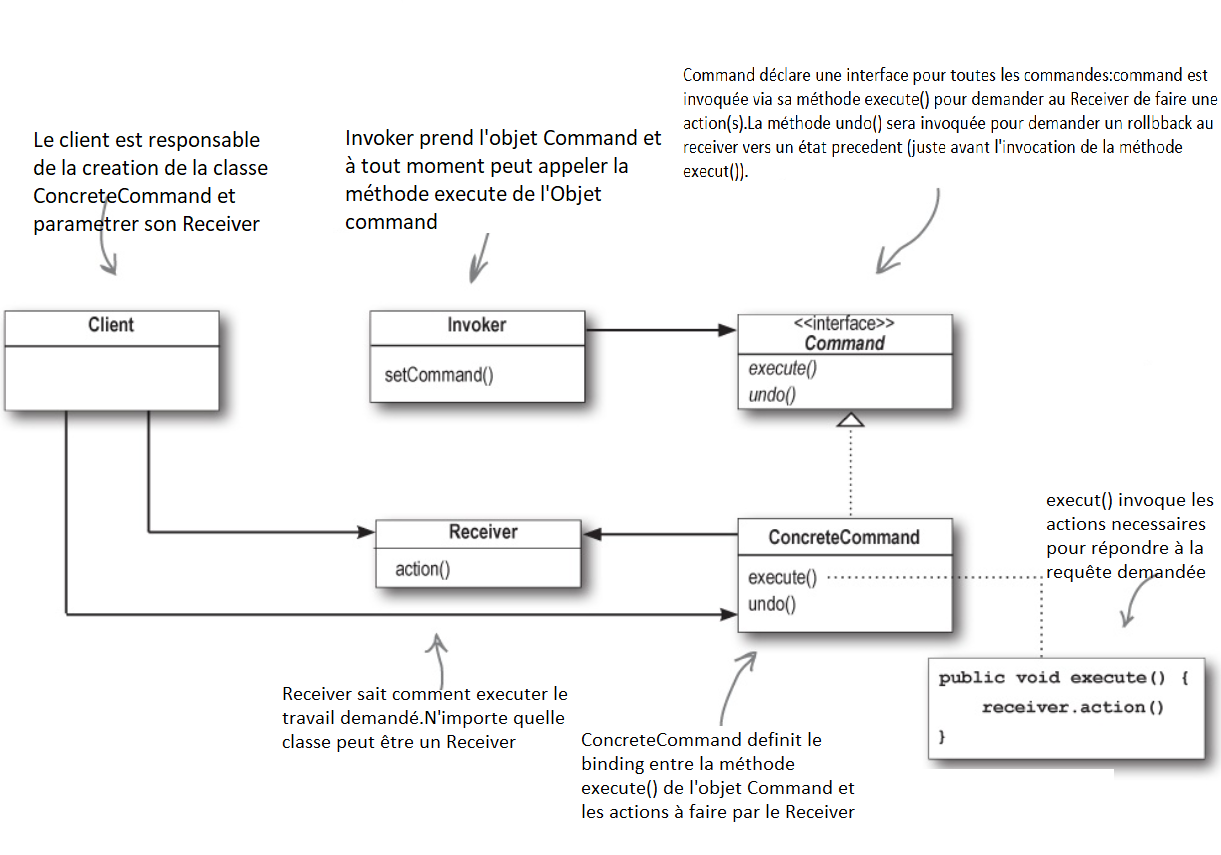 Command déclare une interface pour toutes les commandes:command est
invoquée via sa méthode execute() pour demander au Receiver de faire une
action(s).La méthode undo() sera invoquée pour demander un rollbback au
receiver vers un état precedent (juste avant l'invocation de la méthode
execut()).
Le client est responsable
de la creation de la classe
ConcreteCommand et
parametrer son Receiver
Invoker prend l'objet Command et
à tout moment peut appeler la
méthode execute de l'Objet
command
Client
Invoker
setCommand()
<<interface>>
Command
execute()
undo()
Receiver
action()
ConcreteCommand
execute()
undo()
execut() invoque les
actions necessaires
pour répondre à la
requête demandée
public void execute() {
receiver.action()
}
Receiver sait comment executer le
travail demandé.N'importe quelle
classe peut être un Receiver
ConcreteCommand definit le
binding entre la méthode
execute() de l'objet Command et
les actions à faire par le Receiver